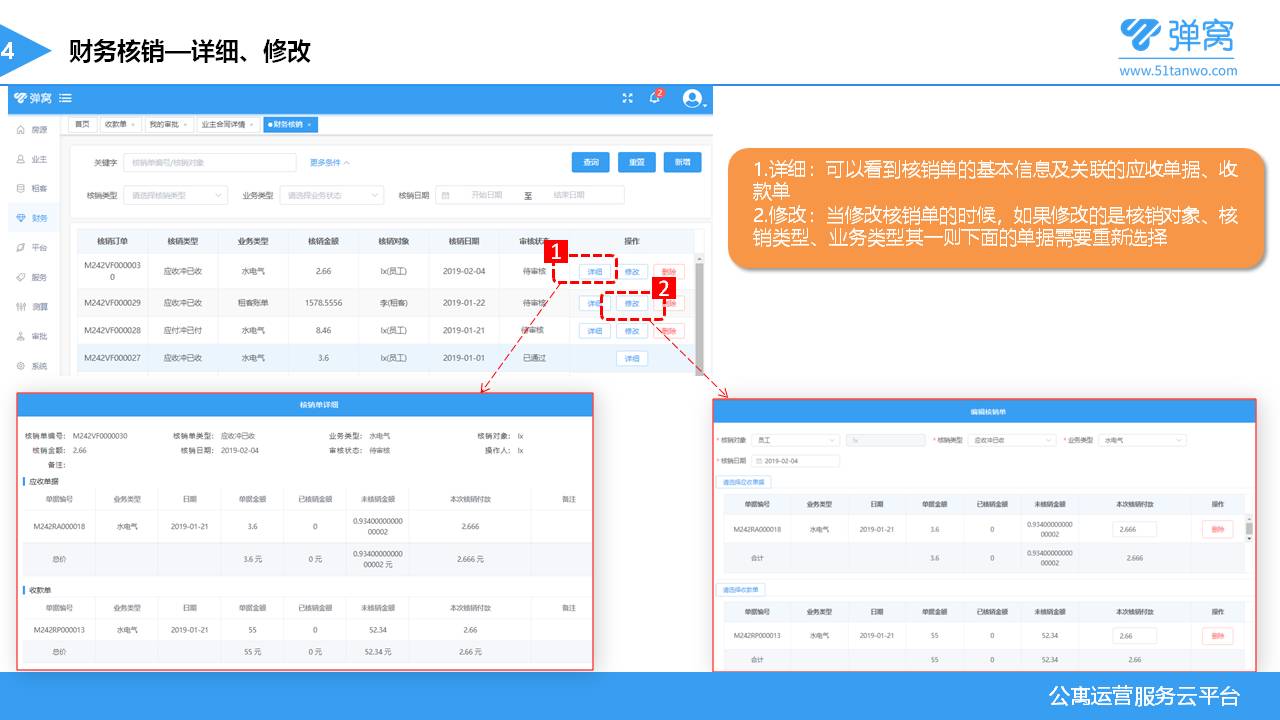 4
财务核销—详细、修改
弹窝
www.51tanwo.com
弹窝
2
首页 收款单 × 我的审批 × 业主合同详情 × 财务核销 ×
房源
业主
租客
财务
平台
服务
测算
审批
系统
关键字 核销单编号/核销对象 更多条件 查询 重置 新增
核销类型 请选择核销类型 业务类型 请选择业务状态 核销日期 开始日期 至 结束日期
核销订单 核销类型 业务类型 核销金额 核销对象 核销日期 审核状态 操作
M242VF0000030 应收冲已收 水电气 2.66 lx(员工) 2019-02-04 待审核 详细 修改 删除
M242VF000029 应收冲已收 租客账单 1578.5556 李(租客) 2019-01-22 待审核 详细 修改 删除
M242VF000028 应付冲已付 水电气 8.46 lx(员工) 2019-01-21 待审核 详细 修改 删除
M242VF000027 应收冲已收 水电气 3.6 lx(员工) 2019-01-01 已通过 详细
1
2
1.详细：可以看到核销单的基本信息及关联的应收单据、收
款单
2.修改：当修改核销单的时候，如果修改的是核销对象、核
销类型、业务类型其一则下面的单据需要重新选择
核销单详细
核销单编号： M242VF0000030 核销单类型： 应收冲已收 业务类型： 水电气 核销对象： lx
核销金额： 2.66 核销日期： 2019-02-04 审核状态： 待审核 操作人： lx
备注：
应收单据
单据编号 业务类型 日期 单据金额 已核销金额 未核销金额 本次核销付款 备注
M242RA000018 水电气 2019-01-21 3.6 0 0.9340000000000002 2.666
总价 3.6 元 0 元 0.9340000000000002 元 2.666 元
收款单
单据编号 业务类型 日期 单据金额 已核销金额 未核销金额 本次核销付款 备注
M242RP000013 水电气 2019-01-21 55 0 52.34 2.66
总价 55 元 0 元 52.34 元 2.66 元
编辑核销单
* 核销对象 员工 lx * 核销类型 应收冲已收 * 业务类型 水电气
* 核销日期 2019-02-04
请选择应收单据
单据编号 业务类型 日期 单据金额 已核销金额 未核销金额 本次核销付款 操作
M242RA000018 水电气 2019-01-21 3.6 0 0.9340000000000002 2.666 删除
合计 3.6 0 0.9340000000000002 2.666
请选择收款单
单据编号 业务类型 日期 单据金额 已核销金额 未核销金额 本次核销付款 操作
M242RP000013 水电气 2019-01-21 55 0 52.34 2.66 删除
合计 55 0 52.34 2.66
公寓运营服务云平台